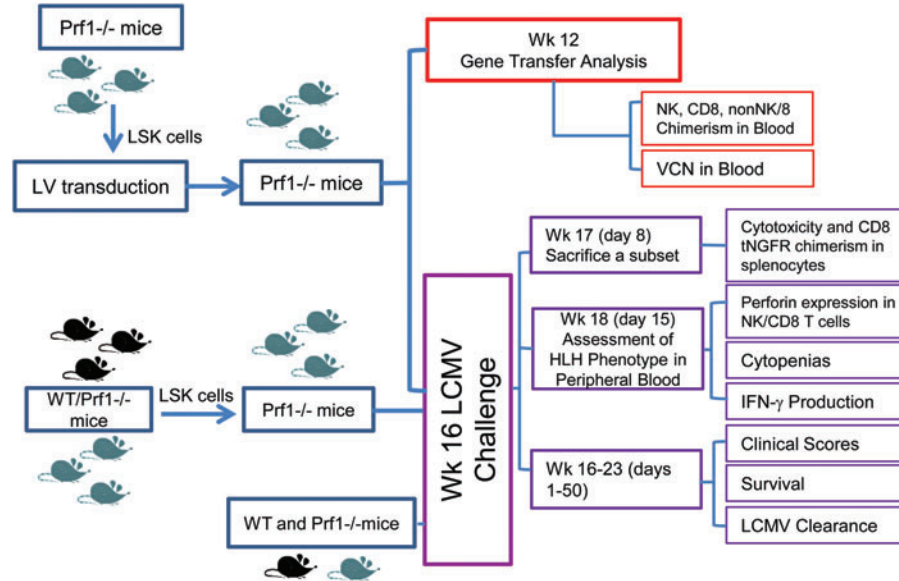 Prf1-/- mice
LSK cells
LV transduction
Prf1-/- mice
Wk 12
Gene Transfer Analysis
NK, CD8, nonNK/8
Chimerism in Blood
VCN in Blood
WT/Prf1-/-
mice
LSK cells
Prf1-/- mice
WT and Prf1-/-mice
Wk 16 LCMV
Challenge
Wk 17 (day 8)
Sacrifice a subset
Cytotoxicity and CD8
tNGFR chimerism in
splenocytes
Wk 18 (day 15)
Assessment of
HLH Phenotype in
Peripheral Blood
Perforin expression in
NK/CD8 T cells
Cytopenias
IFN-γ Production
Wk 16-23 (days
1-50)
Clinical Scores
Survival
LCMV Clearance